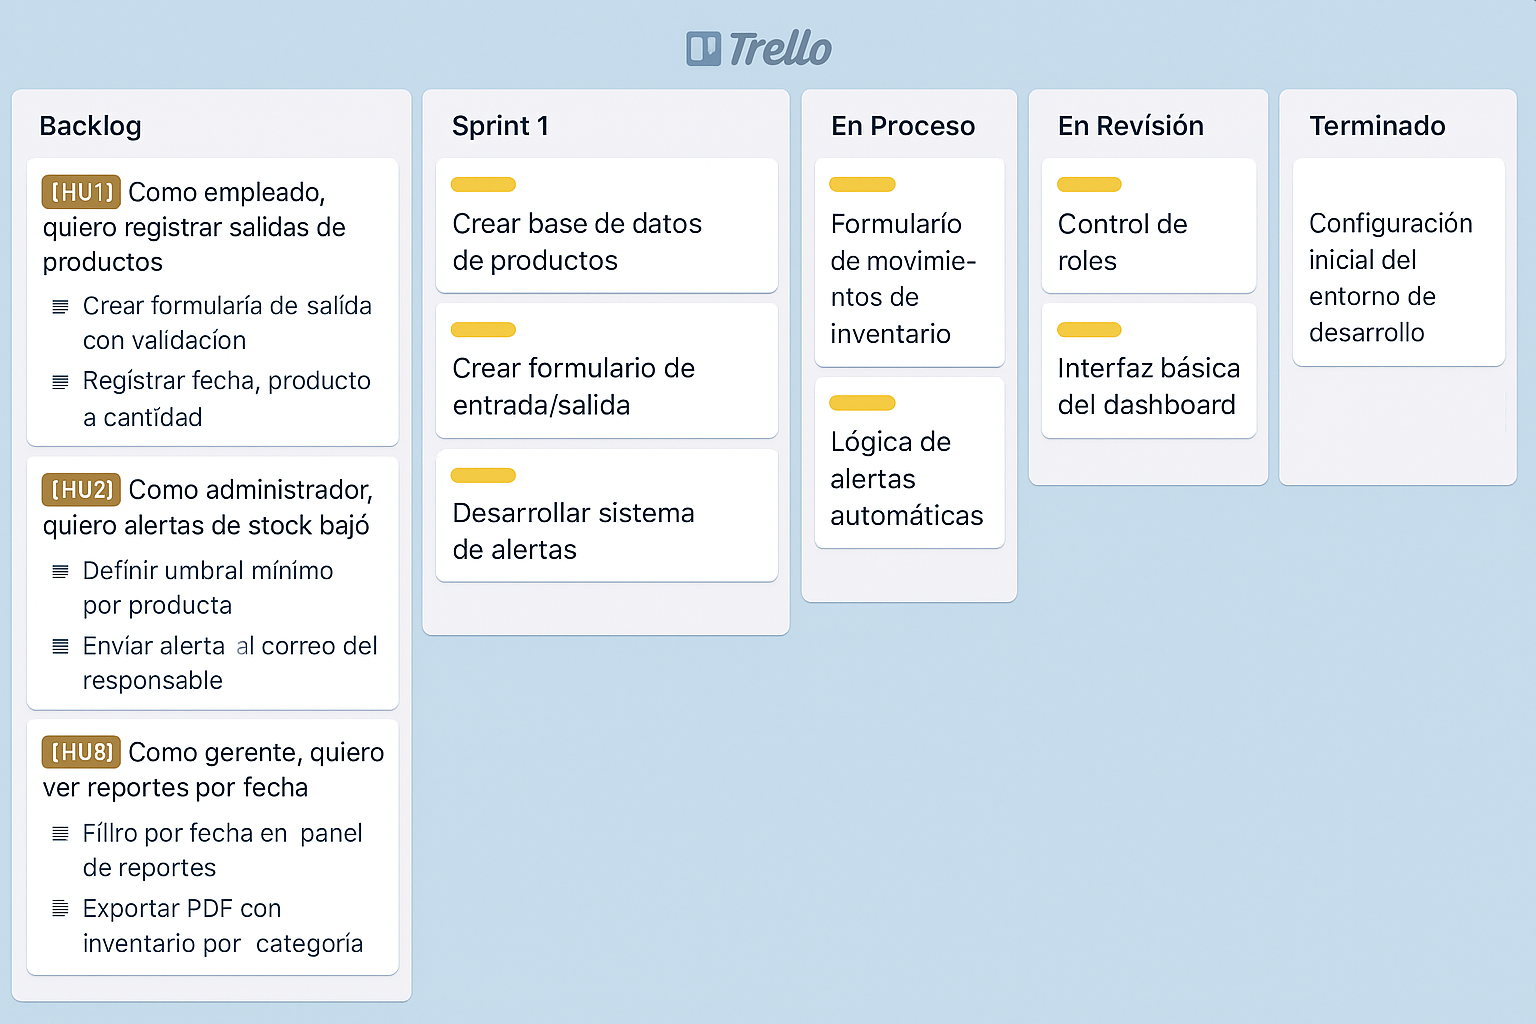 Trello
Backlog
[HU1] Como empleado,
quiero registrar salidas de
productos
Crear formularía de salída
con valídacíon
Regístrar fecha, producto
a cantídad
[HU2] Como administrador,
quiero alertas de stock bajó
Defínir umbral mínímo
por producta
Envíar alerta al correo del
responsable
[HU8] Como gerente, quiero
ver reportes por fecha
Fíllro por fecha en panel
de reportes
Exportar PDF con
inventario por categoría
Sprint 1
Crear base de datos
de productos
Crear formulario de
entrada/salida
Desarrollar sistema
de alertas
En Proceso
Formularío
de movimie-
ntos de
inventario
Lógica de
alertas
automáticas
En Revísión
Control de
roles
Interfaz básica
del dashboard
Terminado
Configuración
inicial del
entorno de
desarrollo